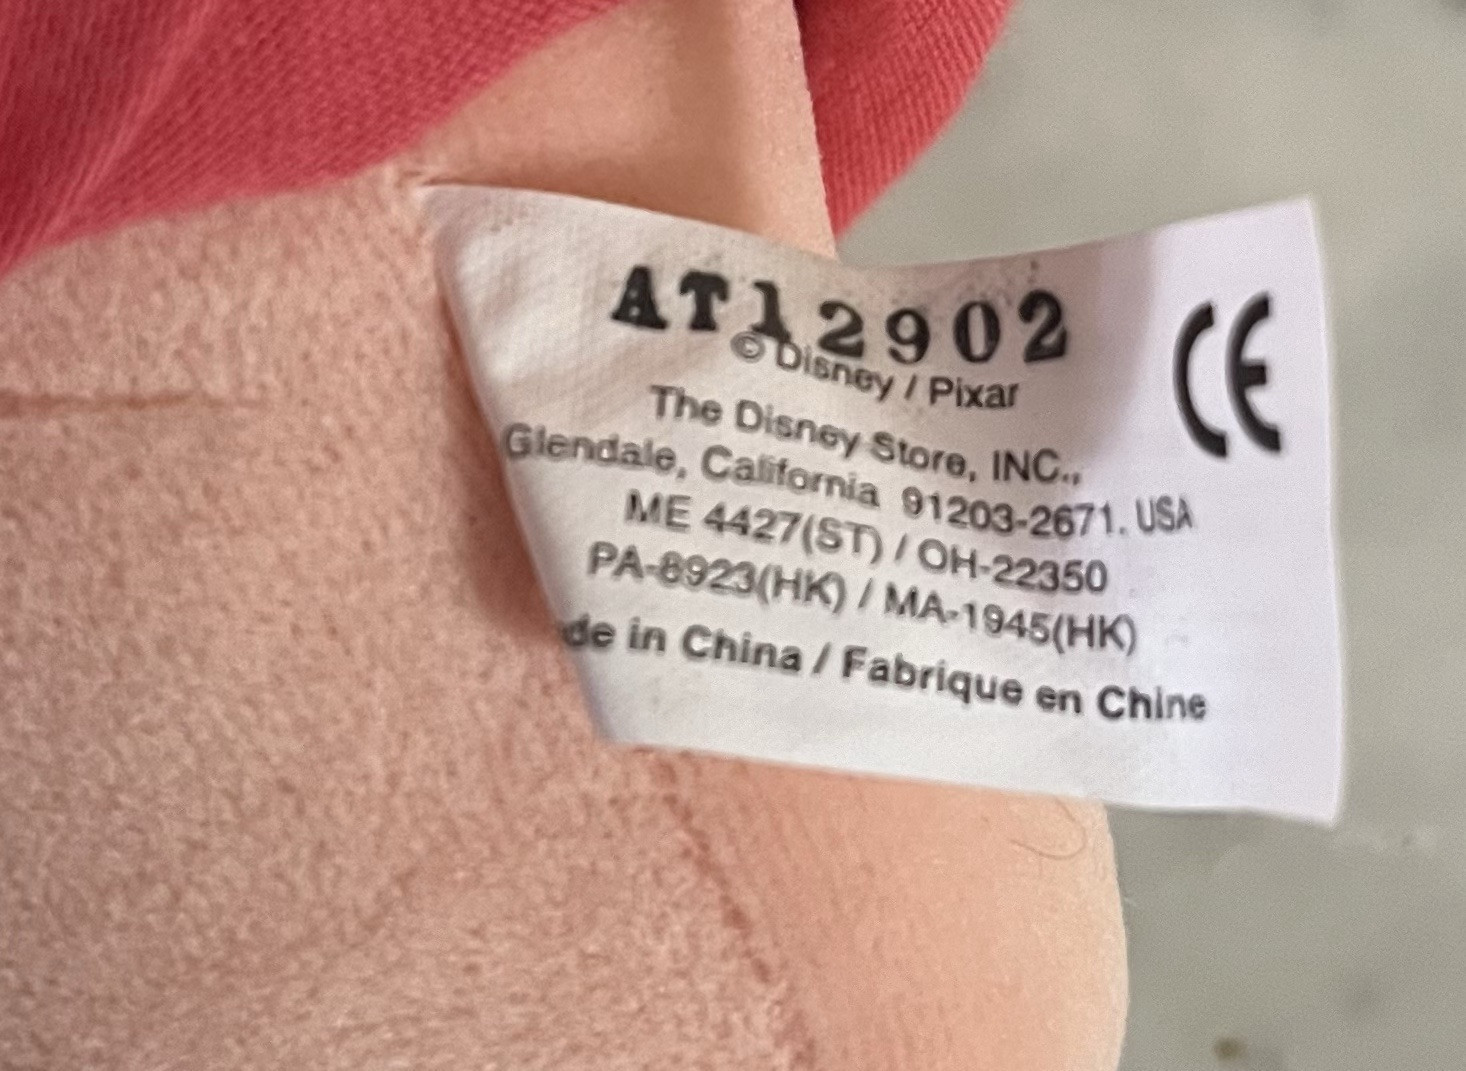 AT12902
© Disney / Pixar
The Disney Store, INC.,
Glendale, California 91203-2671. USA
ME 4427(ST) / OH-22350
PA-8923(HK) / MA-1945(HK)
de in China / Fabrique en Chine
CE